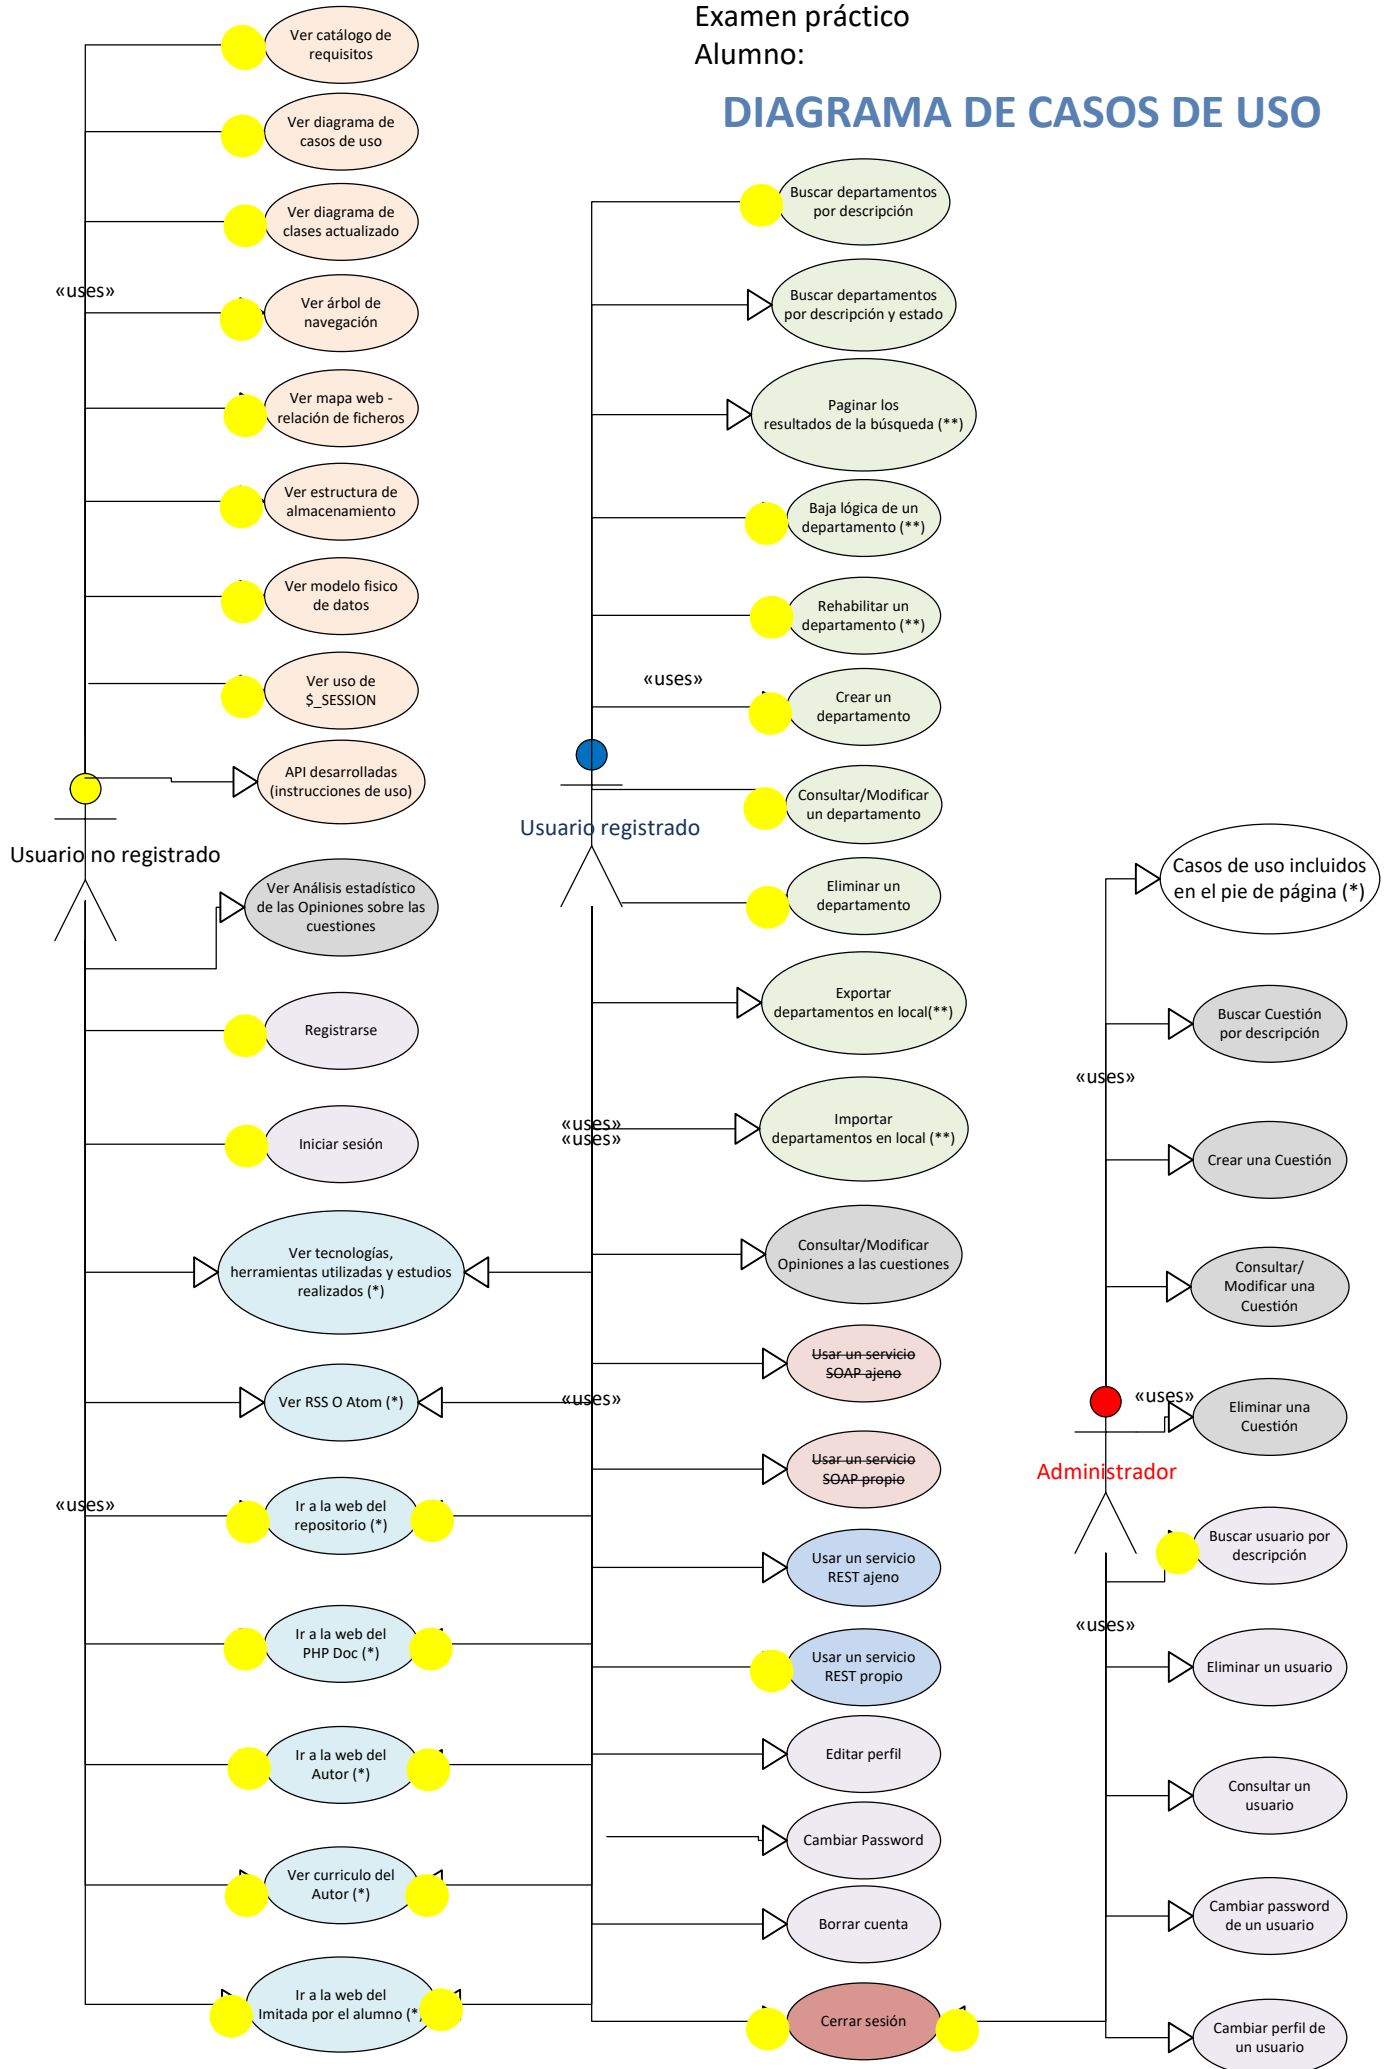 Examen práctico
Alumno:
DIAGRAMA DE CASOS DE USO
Ver catálogo de
requisitos
Ver diagrama de
casos de uso
Ver diagrama de
clases actualizado
«uses»
Ver árbol de
navegación
Ver mapa web -
relación de ficheros
Ver estructura de
almacenamiento
Ver modelo fisico
de datos
Ver uso de
$_SESSION
API desarrolladas
(instrucciones de uso)
Usuario no registrado
Ver Análisis estadístico
de las Opiniones sobre las
cuestiones
Registrarse
Iniciar sesión
Ver tecnologías,
herramientas utilizadas y estudios
realizados (*)
Ver RSS O Atom (*)
«uses»
Ir a la web del
repositorio (*)
Ir a la web del
PHP Doc (*)
Ir a la web del
Autor (*)
Ver curriculo del
Autor (*)
Ir a la web del
Imitada por el alumno (*)
Buscar departamentos
por descripción
Buscar departamentos
por descripción y estado
Paginar los
resultados de la búsqueda (**)
Baja lógica de un
departamento (**)
Rehabilitar un
departamento (**)
«uses»
Crear un
departamento
Consultar/Modificar
un departamento
Usuario registrado
Eliminar un
departamento
Exportar
departamentos en local(**)
«uses»
«uses»
Importar
departamentos en local (**)
Consultar/Modificar
Opiniones a las cuestiones
Usar un servicio
SOAP ajeno
«uses»
Usar un servicio
SOAP propio
Usar un servicio
REST ajeno
Usar un servicio
REST propio
Editar perfil
Cambiar Password
Borrar cuenta
Cerrar sesión
Casos de uso incluidos
en el pie de página (*)
Buscar Cuestión
por descripción
«uses»
Crear una Cuestión
Consultar/
Modificar una
Cuestión
«uses»
Eliminar una
Cuestión
Administrador
Buscar usuario por
descripción
«uses»
Eliminar un usuario
Consultar un
usuario
Cambiar password
de un usuario
Cambiar perfil de
un usuario